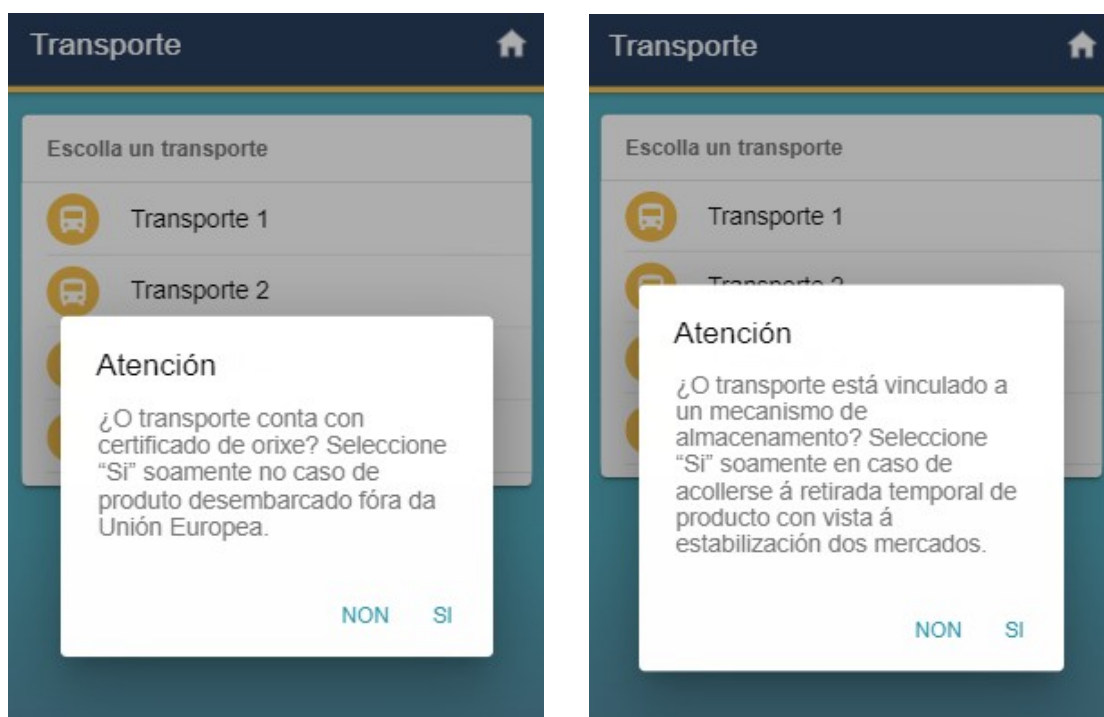 Transporte
Escolla un transporte
Transporte 1
Transporte 2
Atención
¿O transporte conta con
certificado de orixe? Seleccione
“Si” soamente no caso de
produto desembarcado fóra da
Unión Europea.
NON SI
Transporte
Escolla un transporte
Transporte 1
Transporte 2
Atención
¿O transporte está vinculado a
un mecanismo de
almacenamento? Seleccione
“Si” soamente en caso de
acollerse á retirada temporal de
producto con vista á
estabilización dos mercados.
NON SI